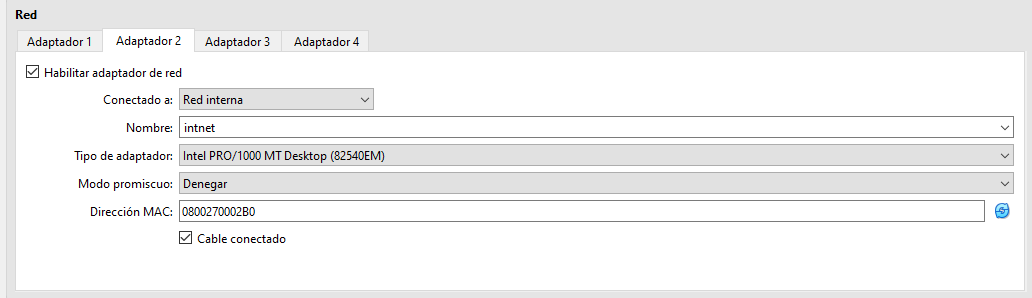 Red
Adaptador 1 Adaptador 2 Adaptador 3 Adaptador 4
Habilitar adaptador de red
Conectado a: Red interna
Nombre: intnet
Tipo de adaptador: Intel PRO/1000 MT Desktop (82540EM)
Modo promiscuo: Denegar
Dirección MAC: 0800270002B0
Cable conectado